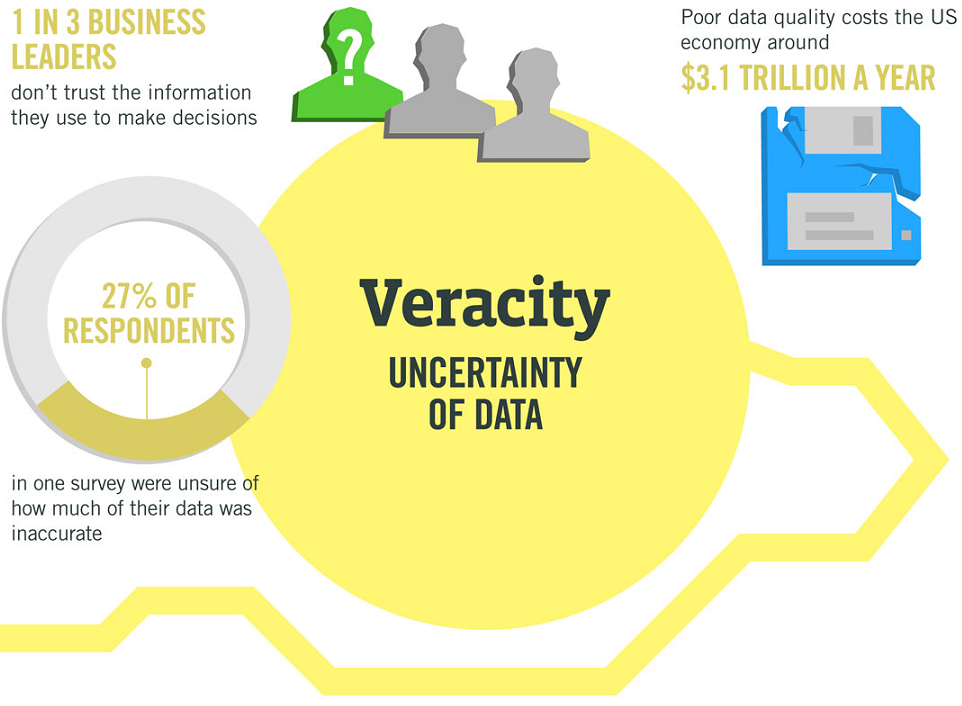 1 IN 3 BUSINESS
LEADERS
don't trust the information
they use to make decisions
?
Poor data quality costs the US
economy around
$3.1 TRILLION A YEAR
27% OF
RESPONDENTS
in one survey were unsure of
how much of their data was
inaccurate
Veracity
UNCERTAINTY
OF DATA